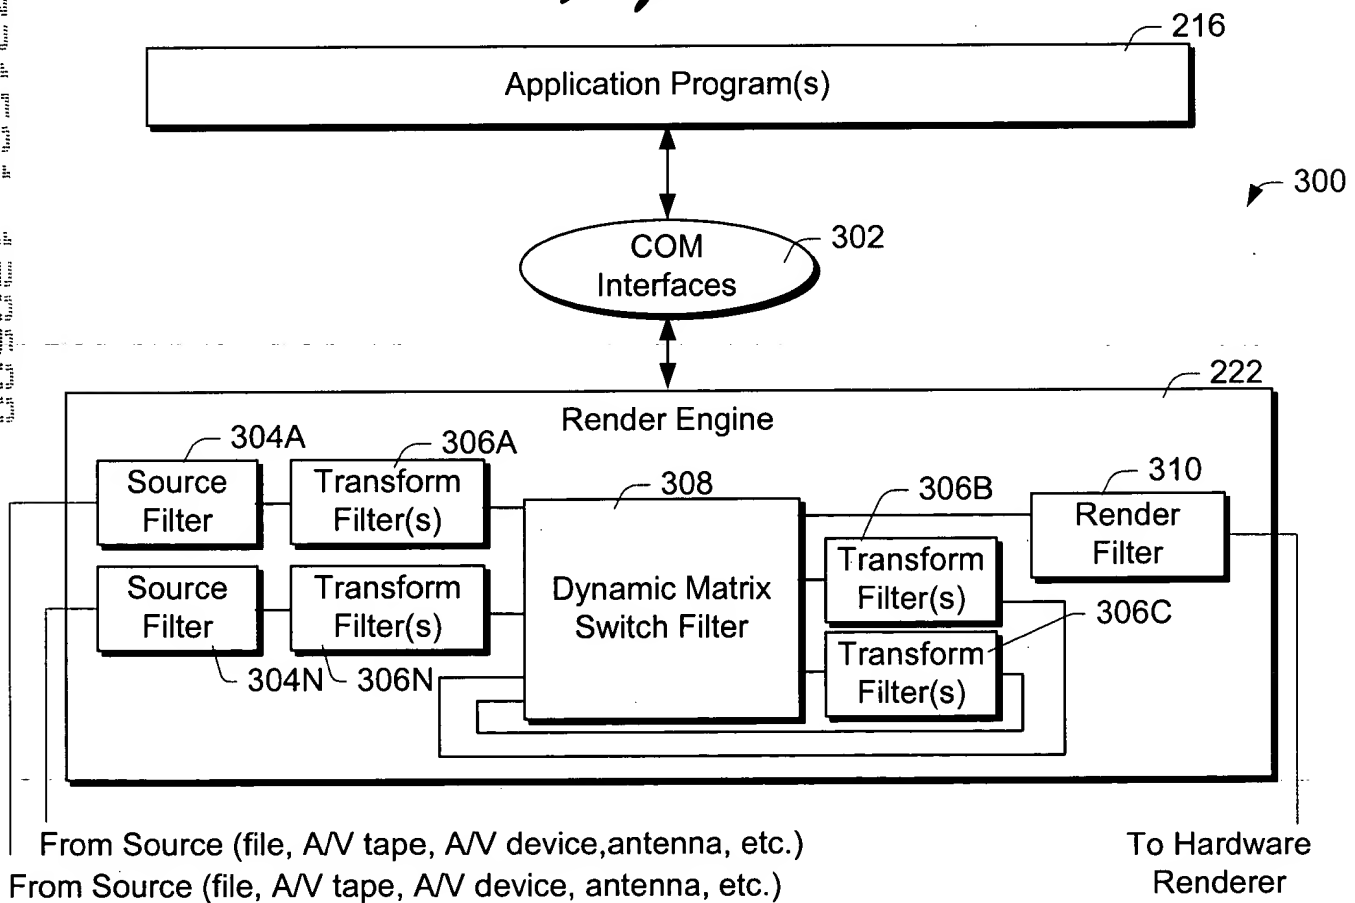 216
Application Program(s)
300
COM
Interfaces
302
222
Render Engine
304A
306A
Source
Filter
Transform
Filter(s)
308
306B
310
Render
Filter
Source
Filter
Transform
Filter(s)
Dynamic Matrix
Switch Filter
Transform
Filter(s)
306C
Transform
Filter(s)
304N
306N
From Source (file, A/V tape, A/V device,antenna, etc.)
From Source (file, A/V tape, A/V device, antenna, etc.)
To Hardware
Renderer